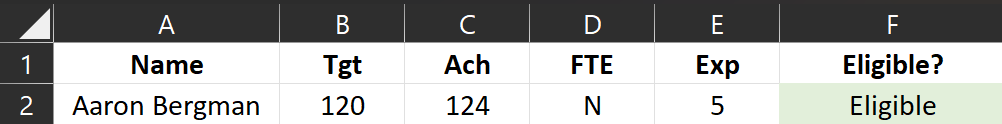 A B C D E F
1 Name Tgt Ach FTE Exp Eligible?
2 Aaron Bergman 120 124 N 5 Eligible